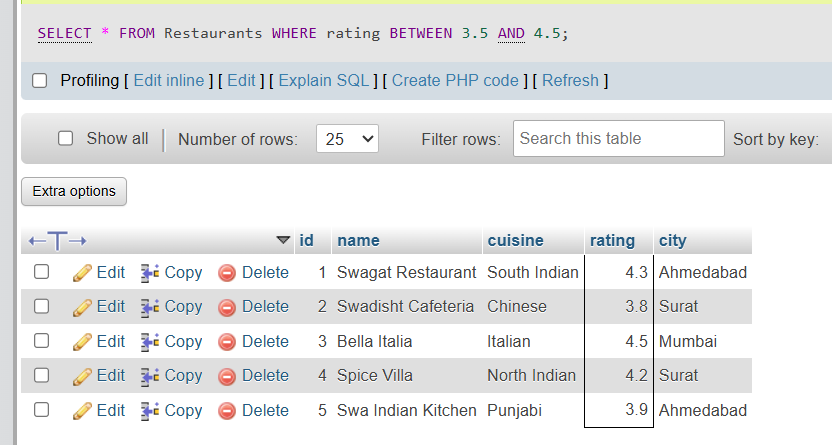 SELECT * FROM Restaurants WHERE rating BETWEEN 3.5 AND 4.5;
Profiling [ Edit inline ] [ Edit ] [ Explain SQL ] [ Create PHP code ] [ Refresh ]
Show all | Number of rows: 25 Filter rows: Search this table Sort by key:
Extra options
←T→ id name cuisine rating city
Edit Copy Delete 1 Swagat Restaurant South Indian 4.3 Ahmedabad
Edit Copy Delete 2 Swadisht Cafeteria Chinese 3.8 Surat
Edit Copy Delete 3 Bella Italia Italian 4.5 Mumbai
Edit Copy Delete 4 Spice Villa North Indian 4.2 Surat
Edit Copy Delete 5 Swa Indian Kitchen Punjabi 3.9 Ahmedabad